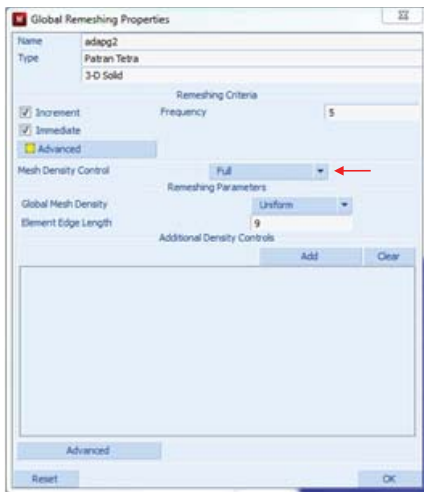 Global Remeshing Properties
Name adapg2
Type Patran Tetra
3-D Solid
Remeshing Criteria
Increment Frequency 5
Immediate
Advanced
Mesh Density Control Full
Remeshing Parameters
Global Mesh Density Uniform
Element Edge Length 9
Additional Density Controls
Add Clear
Advanced
Reset OK